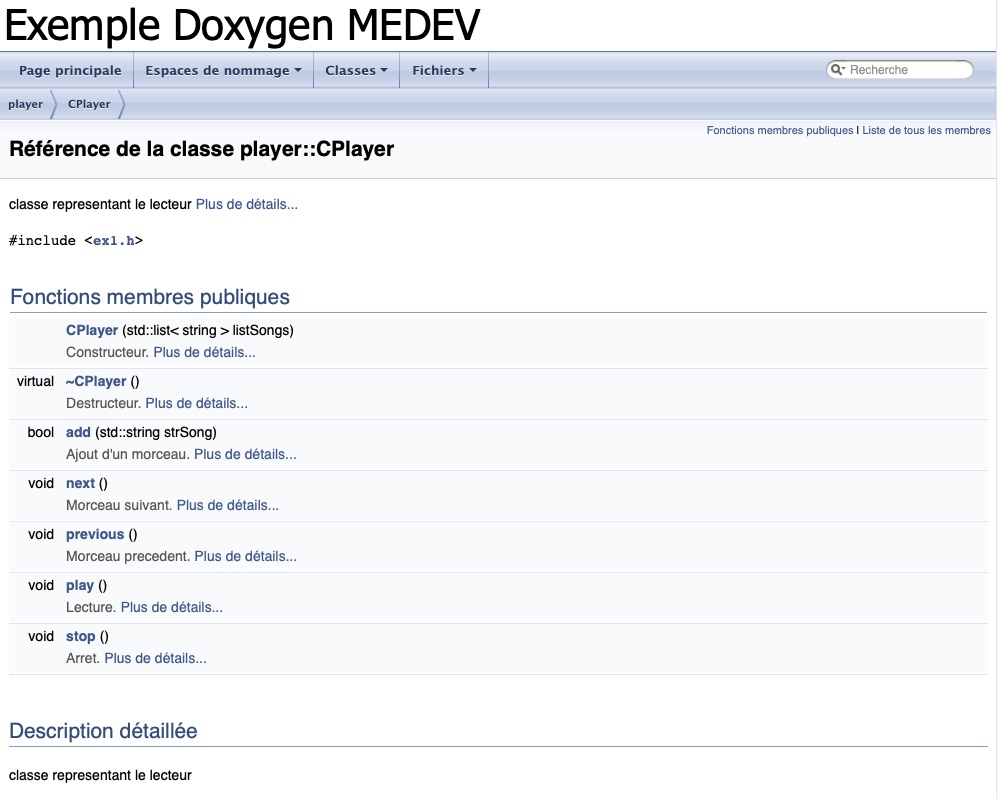 Exemple Doxygen MEDEV
Page principale Espaces de nommage Classes Fichiers Recherche
player CPlayer
Fonctions membres publiques | Liste de tous les membres
Référence de la classe player::CPlayer
classe representant le lecteur Plus de détails...
#include <ex1.h>
Fonctions membres publiques
CPlayer (std::list< string > listSongs)
Constructeur. Plus de détails...
virtual ~CPlayer ()
Destructeur. Plus de détails...
bool add (std::string strSong)
Ajout d'un morceau. Plus de détails...
void next ()
Morceau suivant. Plus de détails...
void previous ()
Morceau precedent. Plus de détails...
void play ()
Lecture. Plus de détails...
void stop ()
Arret. Plus de détails...
Description détaillée
classe representant le lecteur